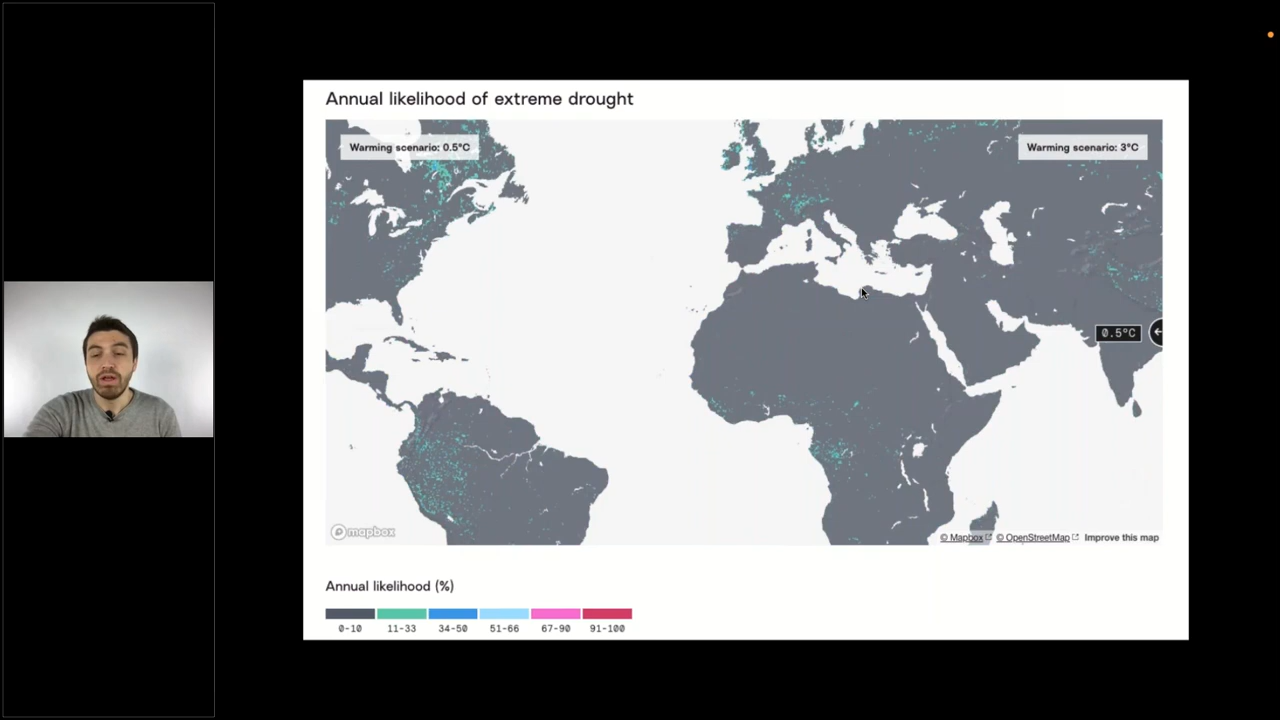 Annual likelihood of extreme drought
Warming scenario: 0.5°C
Warming scenario: 3°C
0.5°C
mapbox
© Mapbox © OpenStreetMap Improve this map
Annual likelihood (%)
0-10 11-33 34-50 51-66 67-90 91-100